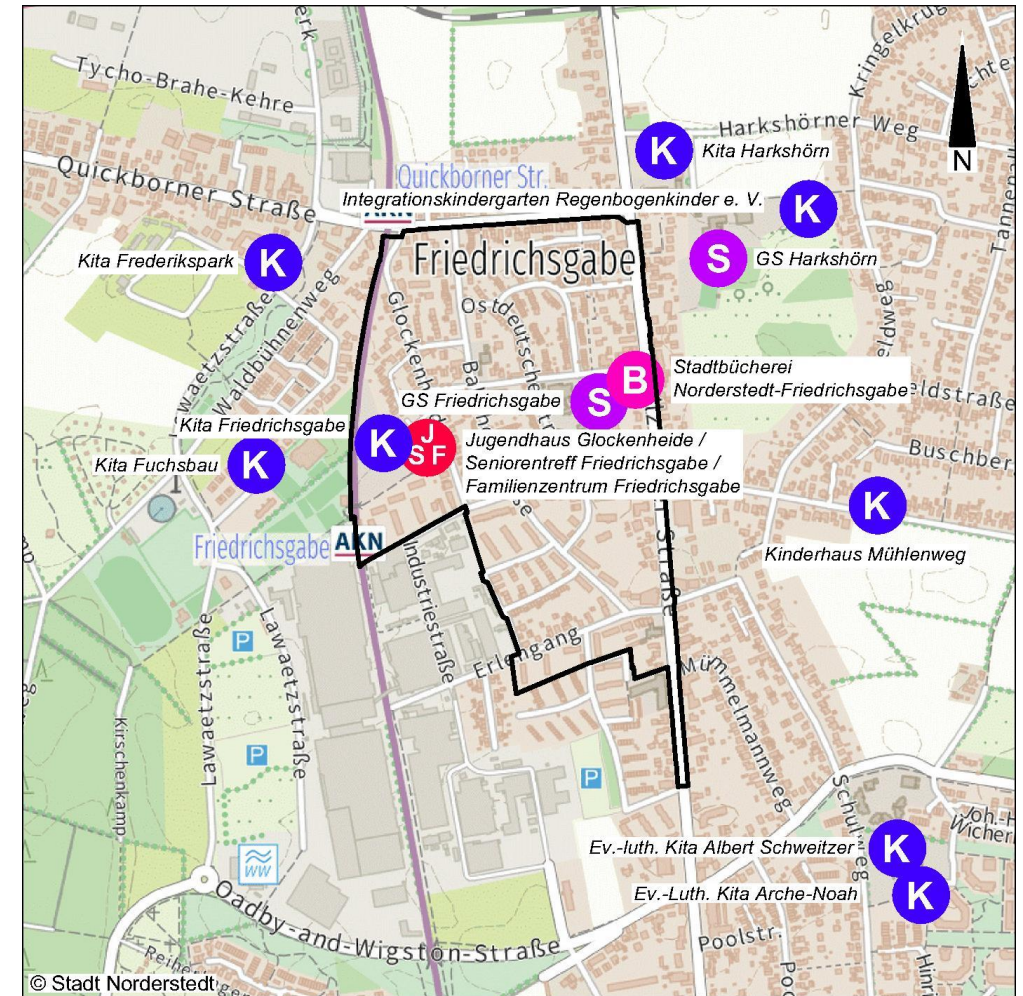 Tycho-Brahe-Kehre
Kringelkrug
Harkshörner Weg
K
Kita Harkshörn
N
Quickborner Straße
Quickborner Str.
AKN
Integrationskindergarten Regenbogenkinder e. V.
K
Kita Frederikspark
K
Friedrichsgabe
S
GS Harkshörn
Lawaetzstraße
Waldbühnenweg
Stadtbücherei
Norderstedt-Friedrichsgabe
B
GS Friedrichsgabe
S
Kita Friedrichsgabe
K
J
S F
Jugendhaus Glockenheide /
Seniorentreff Friedrichsgabe /
Familienzentrum Friedrichsgabe
Kita Fuchsbau
K
K
Kinderhaus Mühlenweg
Friedrichsgabe
AKN
Industriestraße
Straße
Erlengang
Mümmelmannweg
Lawaetzstraße
Lawaetzstraße
Kirschenkamp
P
P
P
Schulweg
WW
Ev.-luth. Kita Albert Schweitzer
K
Ev.-Luth. Kita Arche-Noah
K
Oadby-and-Wigston-Straße
Poolstr.
© Stadt Norderstedt